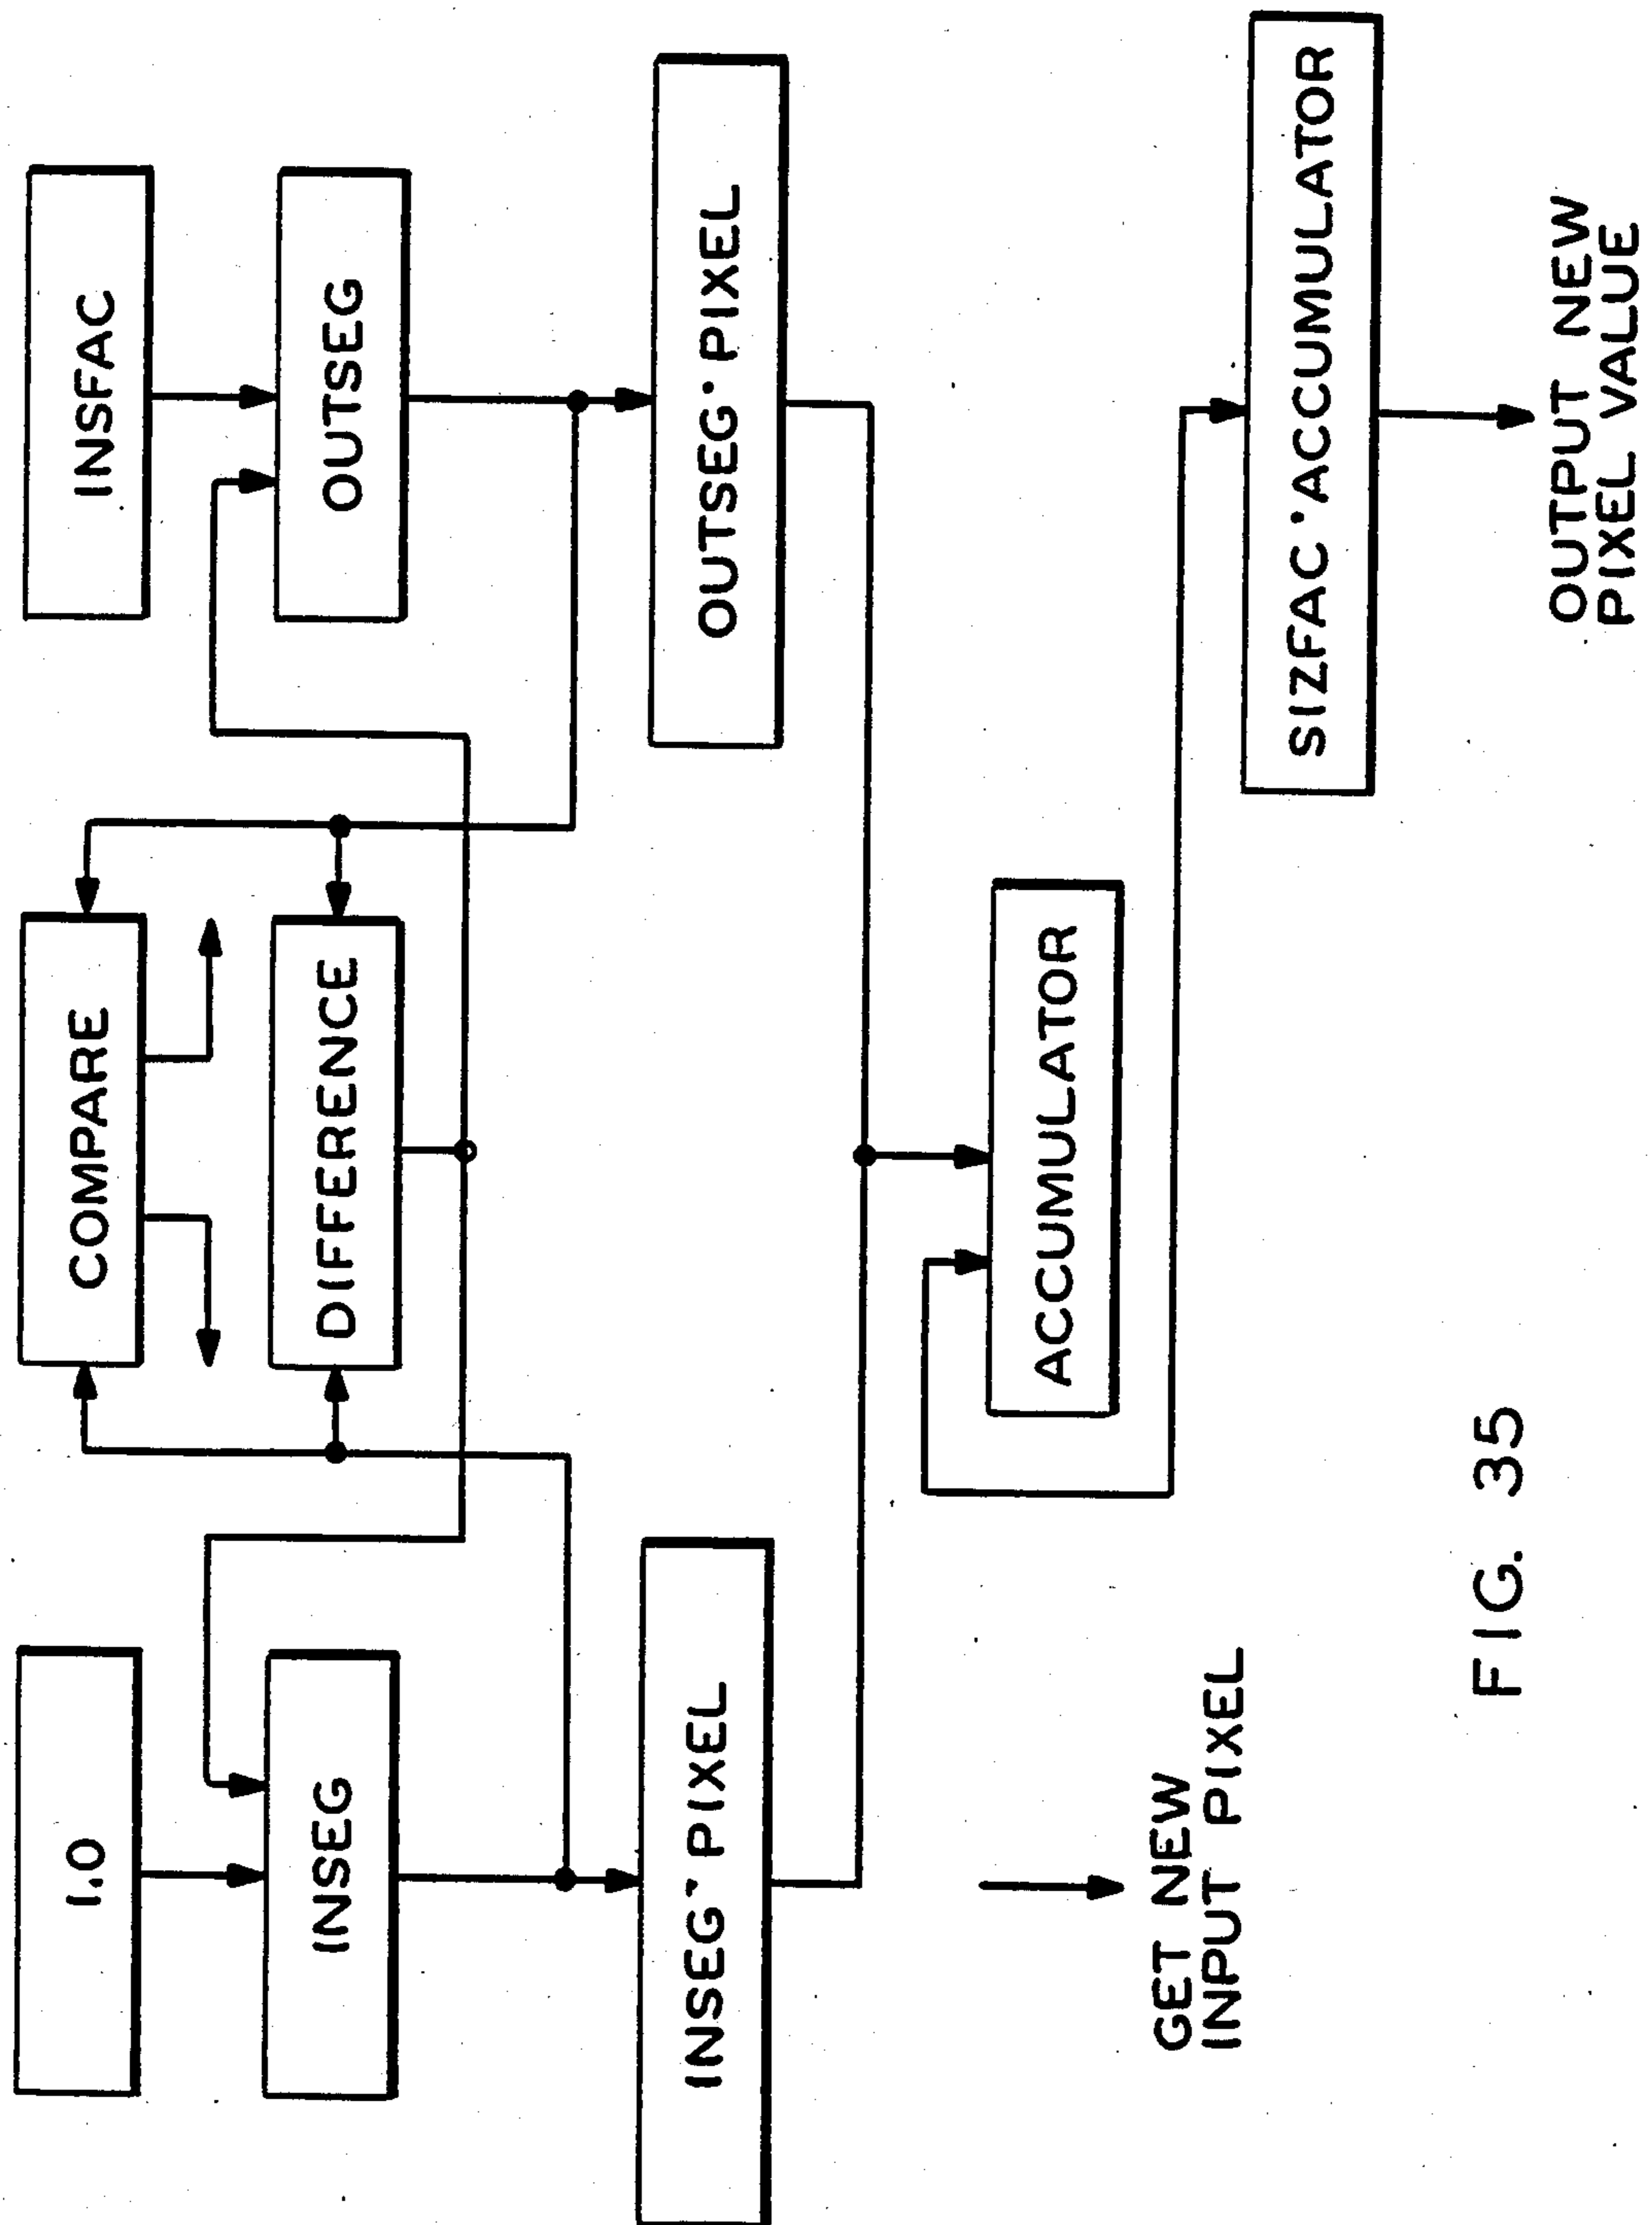 1.0
COMPARE
INSFAC
INSEG
DIFFERENCE
OUTSEG
INSEG·PIXEL
OUTSEG·PIXEL
ACCUMULATOR
GET NEW
INPUT PIXEL
SIZFAC·ACCUMULATOR
OUTPUT NEW
PIXEL VALUE
FIG. 35